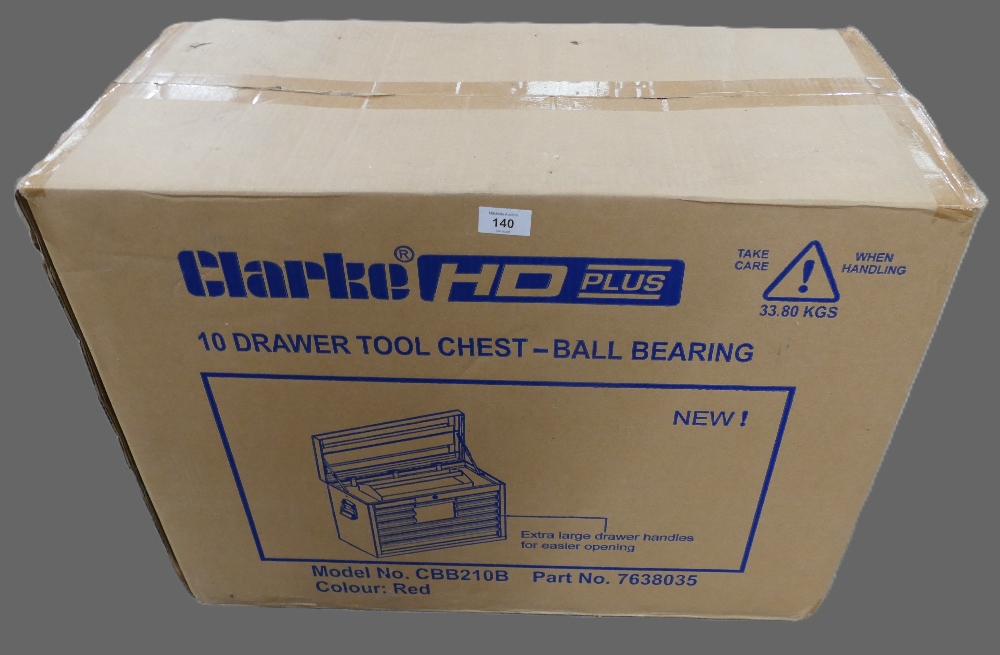 140
Clarke® HD PLUS
TAKE CARE
WHEN HANDLING
33.80 KGS
10 DRAWER TOOL CHEST – BALL BEARING
NEW !
Extra large drawer handles
for easier opening
Model No. CBB210B Part No. 7638035
Colour: Red